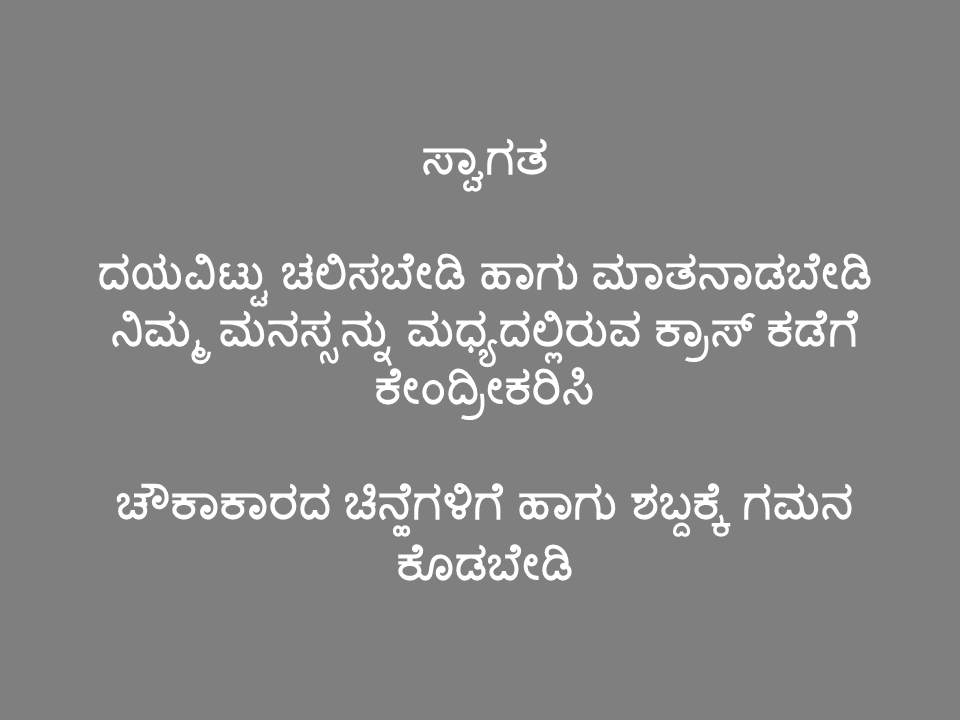 ಸ್ವಾಗತ
ದಯವಿಟ್ಟು ಚಲಿಸಬೇಡಿ ಹಾಗು ಮಾತನಾಡಬೇಡಿ
ನಿಮ್ಮ ಮನಸ್ಸನ್ನು ಮಧ್ಯದಲ್ಲಿರುವ ಕ್ರಾಸ್ ಕಡೆಗೆ
ಕೇಂದ್ರೀಕರಿಸಿ
ಚೌಕಾಕಾರದ ಚಿನ್ಹೆಗಳಿಗೆ ಹಾಗು ಶಬ್ದಕ್ಕೆ ಗಮನ
ಕೊಡಬೇಡಿ